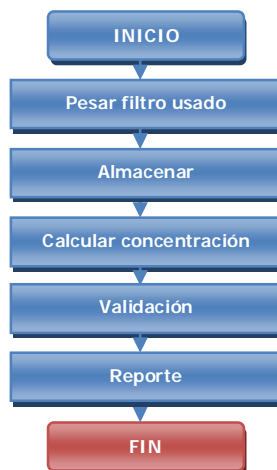 INICIO
Pesar filtro usado
Almacenar
Calcular concentración
Validación
Reporte
FIN